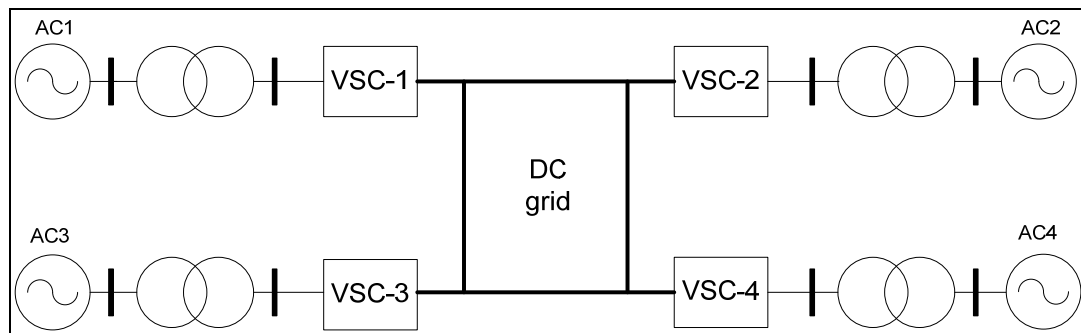 AC1
AC2
VSC-1
VSC-2
DC
grid
AC3
AC4
VSC-3
VSC-4